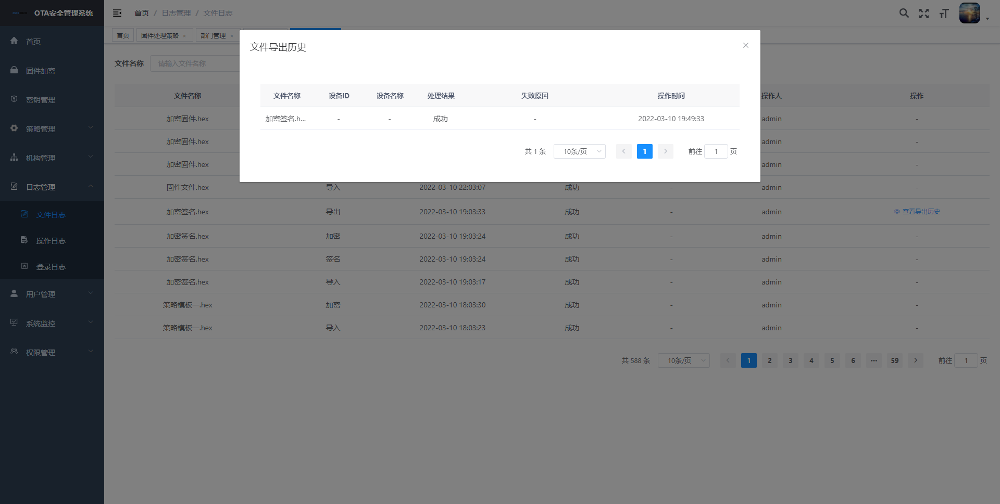 OTA安全管理系统
首页 / 日志管理 / 文件日志
首页
固件加密
密钥管理
策略管理
机构管理
日志管理
文件日志
操作日志
登录日志
用户管理
系统监控
权限管理
首页 固件处理策略 × 部门管理 ×
文件名称 请输入文件名称
文件导出历史
文件名称 设备ID 设备名称 处理结果 失败原因 操作时间
加密签名.h... - - 成功 - 2022-03-10 19:49:33
共 1 条 10条/页 1 前往 1 页
文件名称 操作人 操作
加密固件.hex admin -
加密固件.hex admin -
加密固件.hex admin -
固件文件.hex 导入 2022-03-10 22:03:07 成功 - admin -
加密签名.hex 导出 2022-03-10 19:03:33 成功 - admin 查看导出历史
加密签名.hex 加密 2022-03-10 19:03:24 成功 - admin -
加密签名.hex 签名 2022-03-10 19:03:24 成功 - admin -
加密签名.hex 导入 2022-03-10 19:03:17 成功 - admin -
策略模板一.hex 加密 2022-03-10 18:03:30 成功 - admin -
策略模板一.hex 导入 2022-03-10 18:03:23 成功 - admin -
共 588 条 10条/页 1 2 3 4 5 6 ... 59 前往 1 页